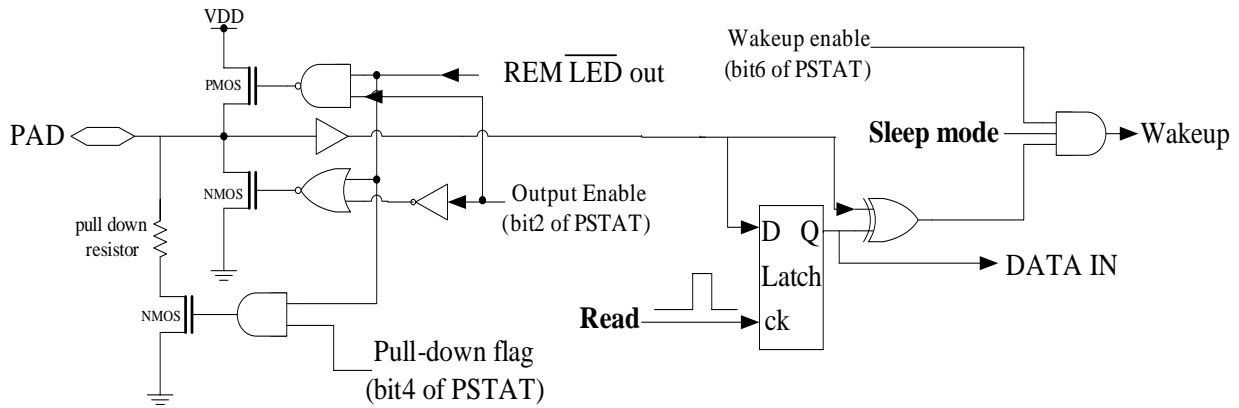 VDD
PMOS
REM LED out
Wakeup enable
(bit6 of PSTAT)
PAD
Sleep mode
Wakeup
NMOS
Output Enable
(bit2 of PSTAT)
pull down
resistor
D Q
Latch
ck
DATA IN
Read
NMOS
Pull-down flag
(bit4 of PSTAT)